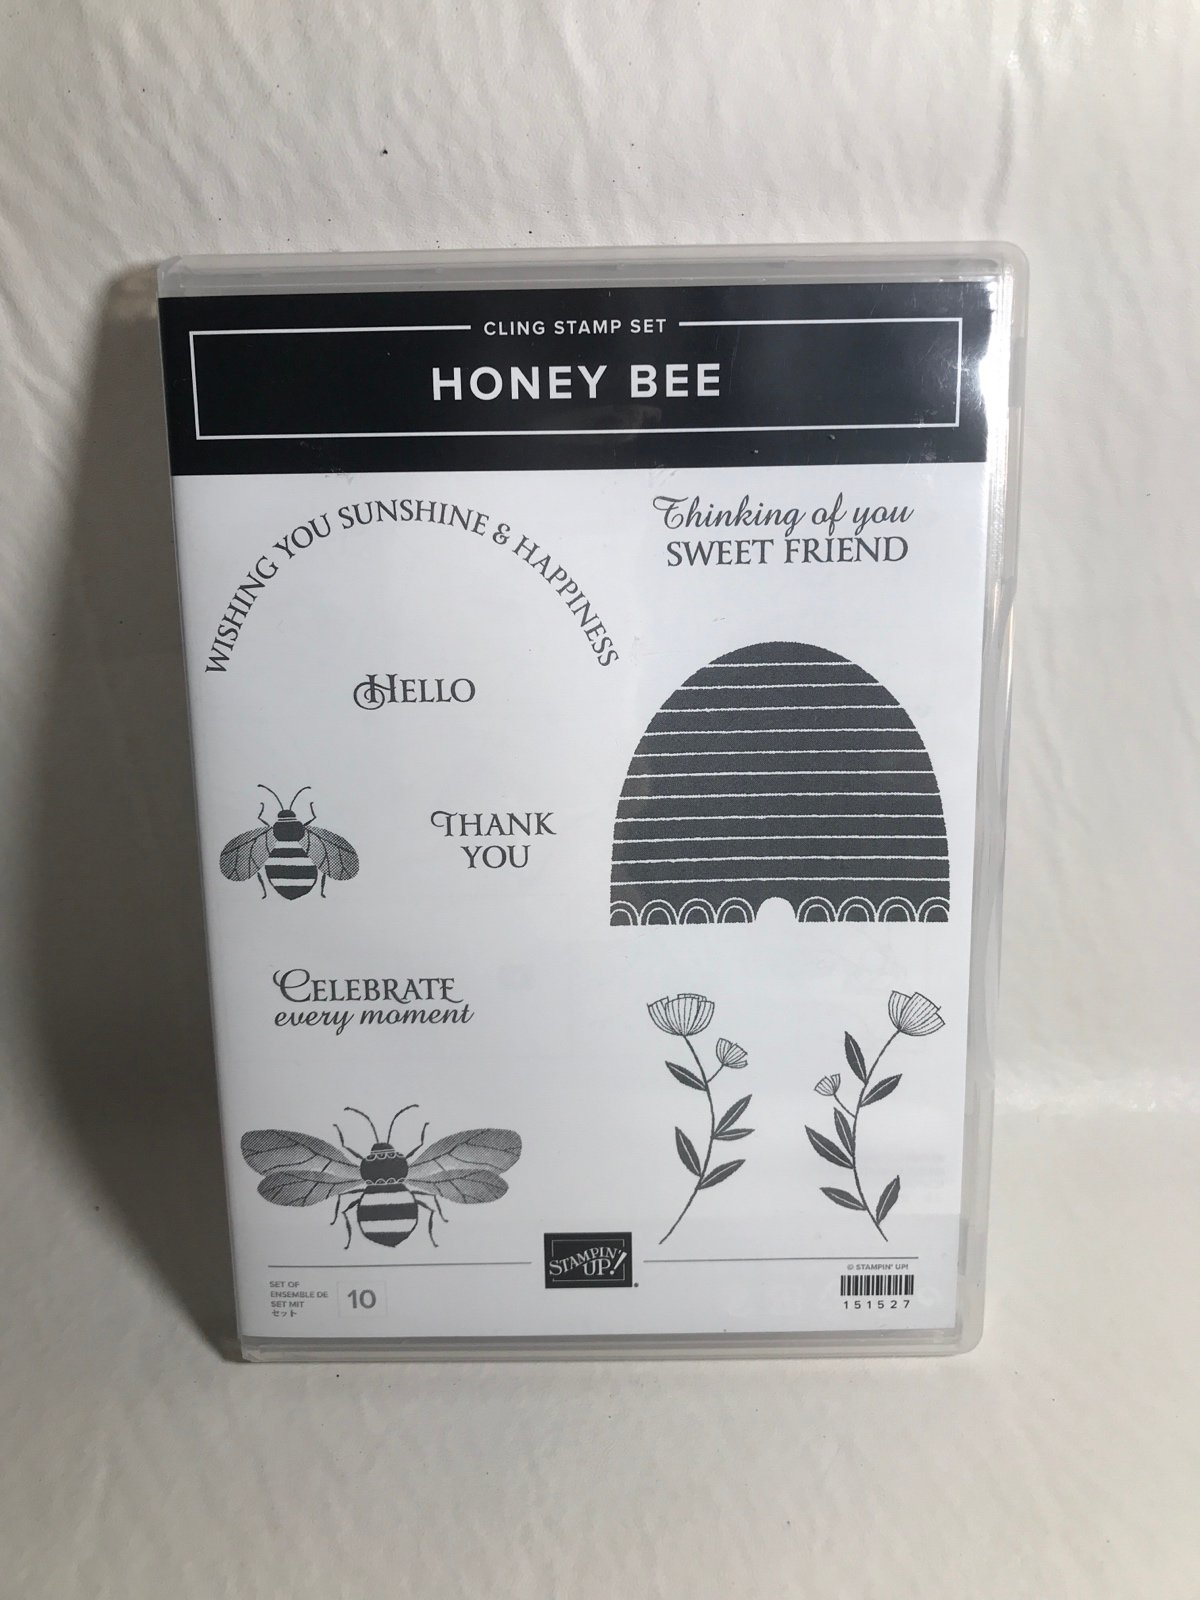 CLING STAMP SET
HONEY BEE
WISHING YOU SUNSHINE & HAPPINESS
Thinking of you
SWEET FRIEND
HELLO
THANK
YOU
CELEBRATE
every moment
STAMPIN'
UP!
SET OF
ENSEMBLE DE
SET MIT
セット
10
© STAMPIN' UP!
151527